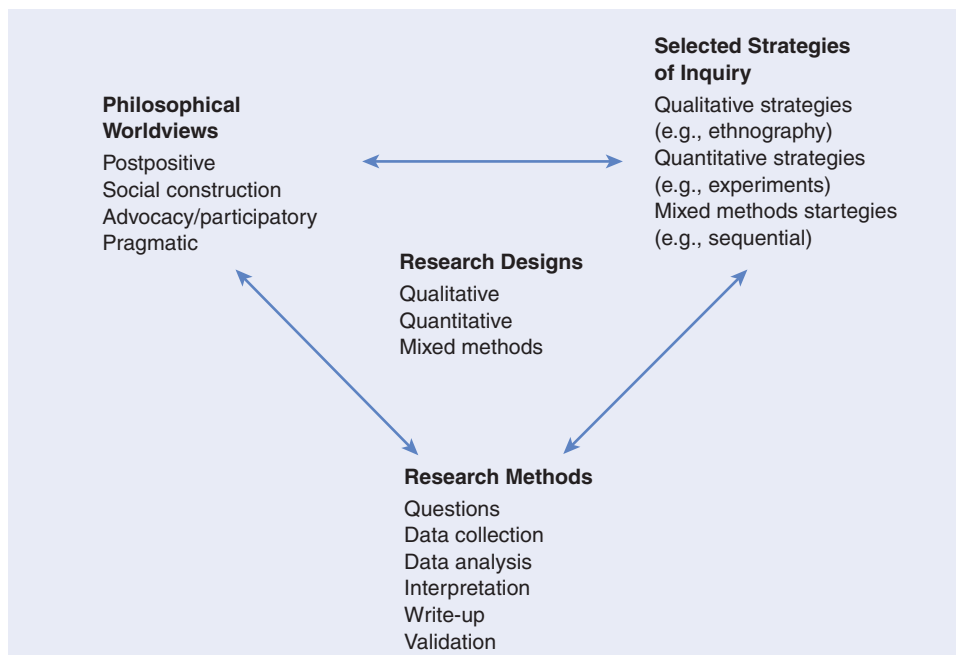 Philosophical
Worldviews
Postpositive
Social construction
Advocacy/participatory
Pragmatic
Selected Strategies
of Inquiry
Qualitative strategies
(e.g., ethnography)
Quantitative strategies
(e.g., experiments)
Mixed methods startegies
(e.g., sequential)
Research Designs
Qualitative
Quantitative
Mixed methods
Research Methods
Questions
Data collection
Data analysis
Interpretation
Write-up
Validation